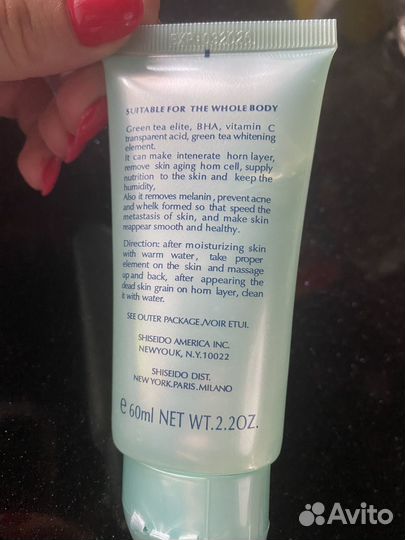 EXP:092026
SUITABLE FOR THE WHOLE BODY
Green tea elite, BHA, vitamin C
transparent acid, green tea whitening
element.
It can make intenerate horn layer,
remove skin aging horn cell, supply
nutrition to the skin and keep the
humidity,
Also it removes melanin, prevent acne
and whelk formed so that speed the
metastasis of skin, and make skin
reappear smooth and healthy.
Direction: after moisturizing skin
with warm water, take proper
element on the skin and massage
up and back, after appearing the
dead skin grain on horn layer, clean
it with water.
SEE OUTER PACKAGE./VOIR ETUI.
SHISEIDO AMERICA INC.
NEWYOUK, N.Y.10022
SHISEIDO DIST.
NEW YORK.PARIS.MILANO
e 60ml NET WT.2.2OZ.
Avito